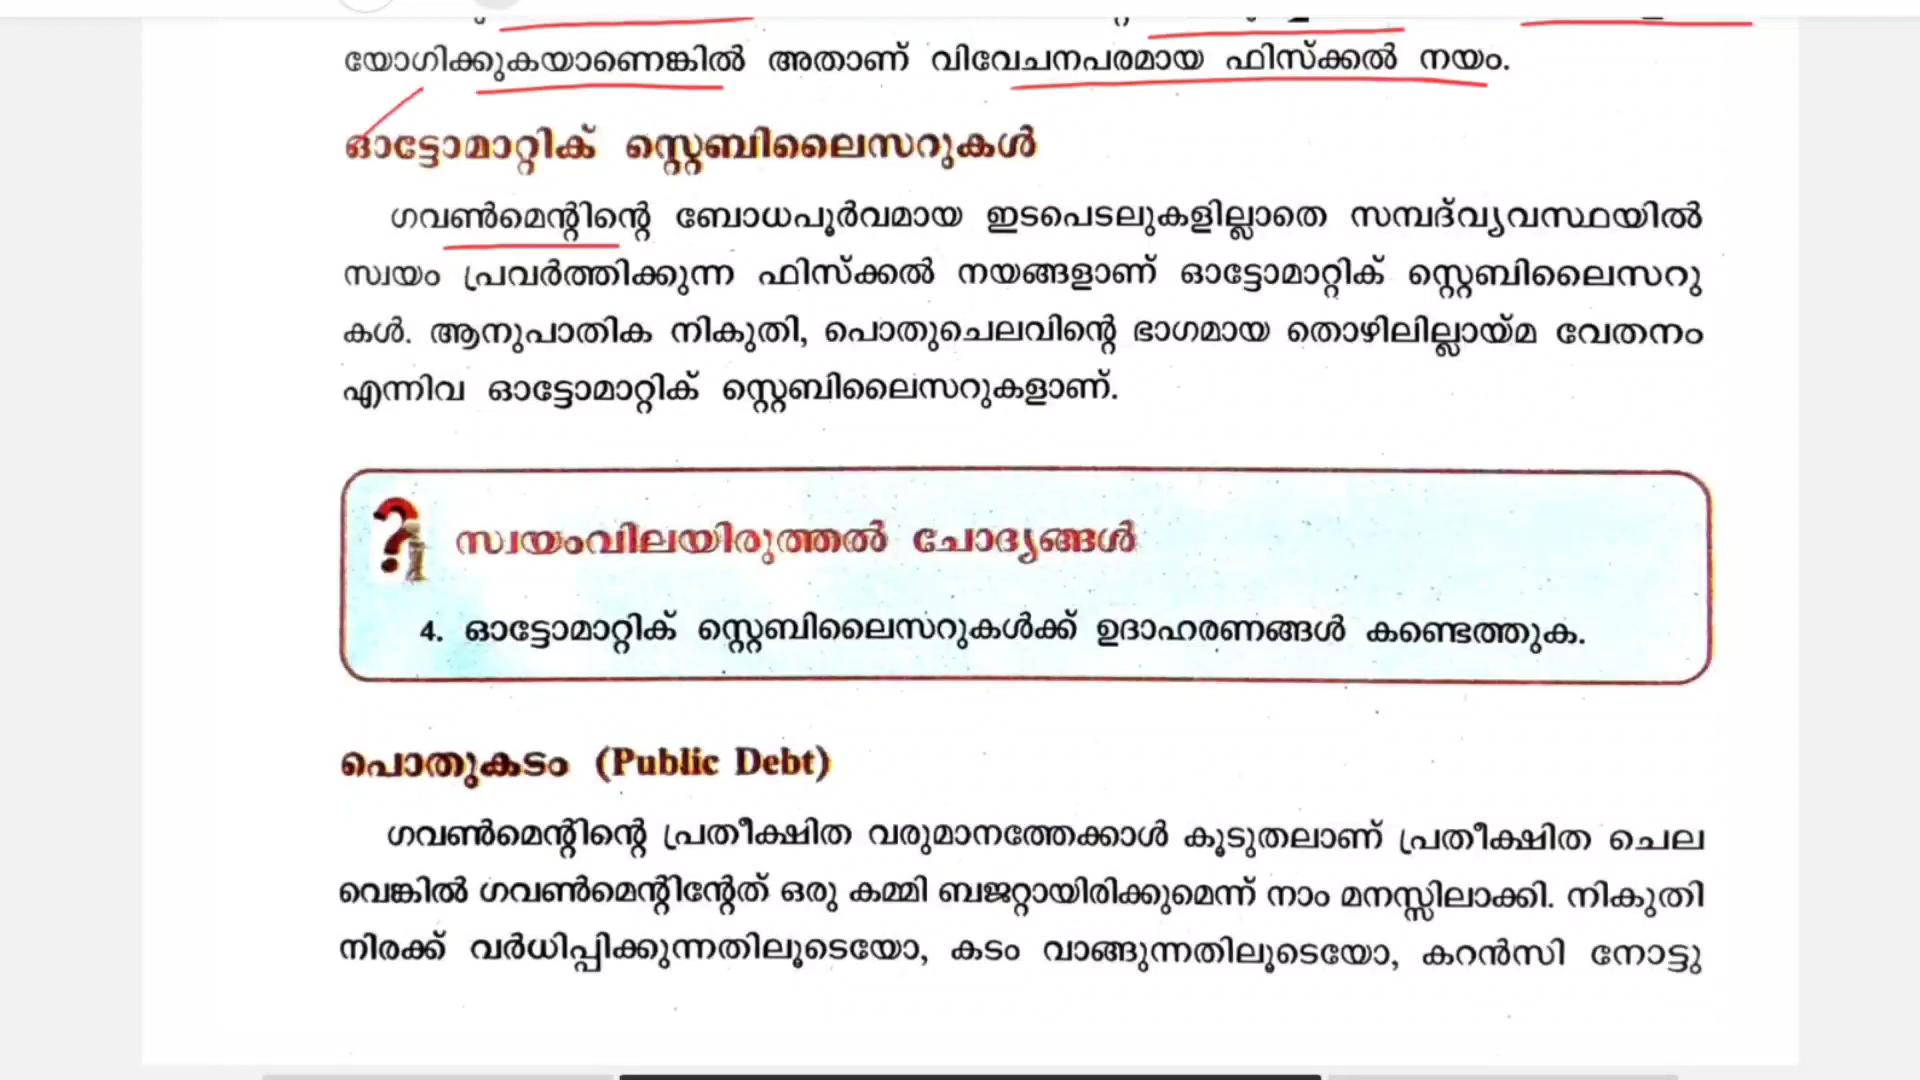 യോഗിക്കുകയാണെങ്കിൽ അതാണ് വിവേചനപരമായ ഫിസ്ക്കൽ നയം.
ഓട്ടോമാറ്റിക് സ്റ്റെബിലൈസറുകൾ
ഗവൺമെന്റിന്റെ ബോധപൂർവമായ ഇടപെടലുകളില്ലാതെ സമ്പദ്‌വ്യവസ്ഥയിൽ
സ്വയം പ്രവർത്തിക്കുന്ന ഫിസ്ക്കൽ നയങ്ങളാണ് ഓട്ടോമാറ്റിക് സ്റ്റെബിലൈസറു
കൾ. ആനുപാതിക നികുതി, പൊതുചെലവിന്റെ ഭാഗമായ തൊഴിലില്ലായ്മ വേതനം
എന്നിവ ഓട്ടോമാറ്റിക് സ്റ്റെബിലൈസറുകളാണ്.
സ്വയംവിലയിരുത്തൽ ചോദ്യങ്ങൾ
4. ഓട്ടോമാറ്റിക് സ്റ്റെബിലൈസറുകൾക്ക് ഉദാഹരണങ്ങൾ കണ്ടെത്തുക.
പൊതുകടം (Public Debt)
ഗവൺമെന്റിന്റെ പ്രതീക്ഷിത വരുമാനത്തേക്കാൾ കൂടുതലാണ് പ്രതീക്ഷിത ചെല
വെങ്കിൽ ഗവൺമെന്റിന്റേത് ഒരു കമ്മി ബജറ്റായിരിക്കുമെന്ന് നാം മനസ്സിലാക്കി. നികുതി
നിരക്ക് വർധിപ്പിക്കുന്നതിലൂടെയോ, കടം വാങ്ങുന്നതിലൂടെയോ, കറൻസി നോട്ടു